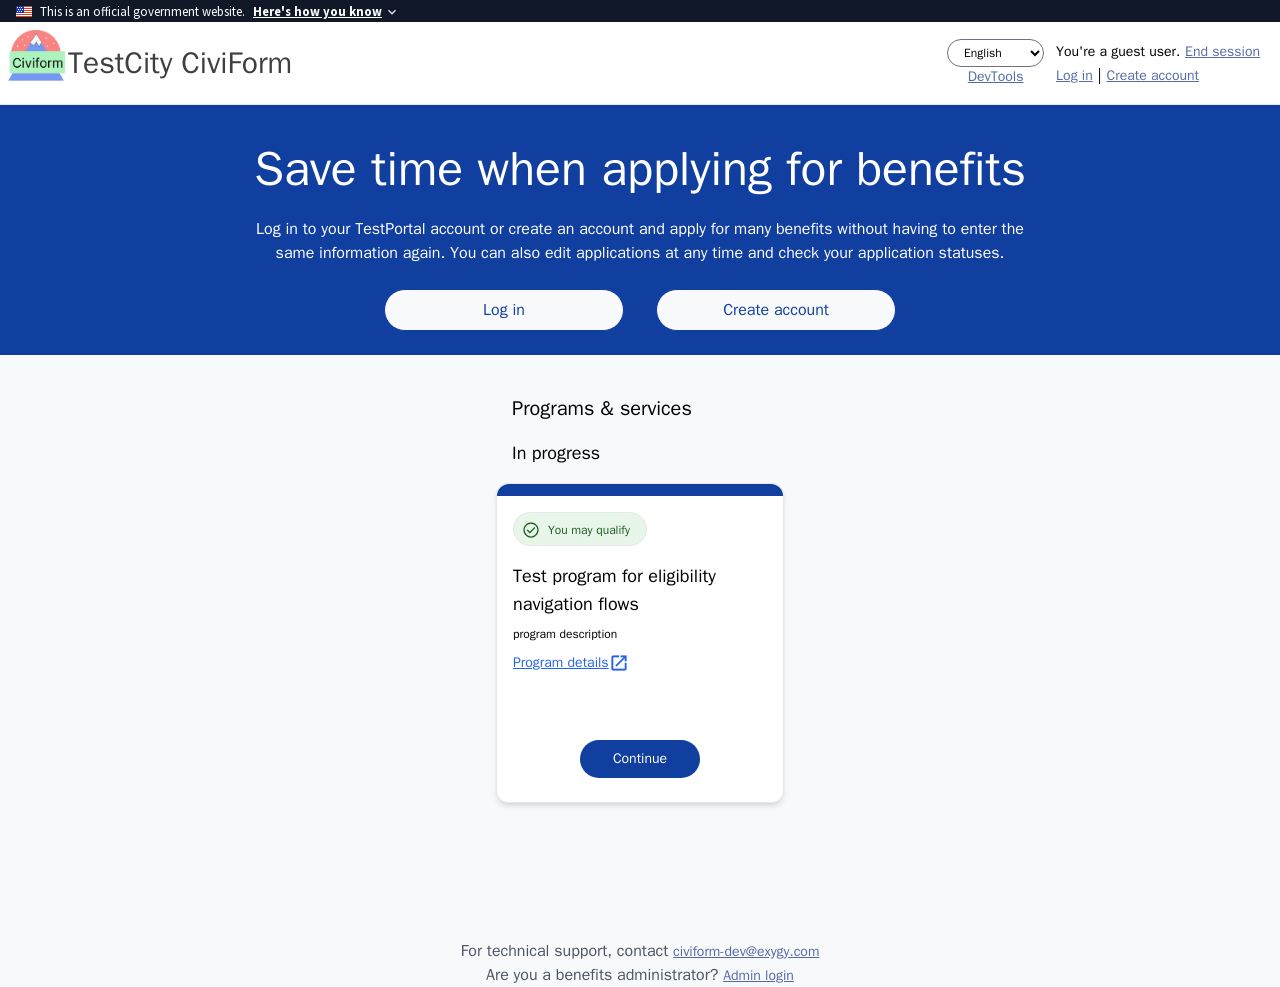 This is an official government website. Here's how you know
Civiform
TestCity CiviForm
English
DevTools
You're a guest user. End session
Log in | Create account
Save time when applying for benefits
Log in to your TestPortal account or create an account and apply for many benefits without having to enter the
same information again. You can also edit applications at any time and check your application statuses.
Log in
Create account
Programs & services
In progress
You may qualify
Test program for eligibility
navigation flows
program description
Program details
Continue
For technical support, contact civiform-dev@exygy.com
Are you a benefits administrator? Admin login